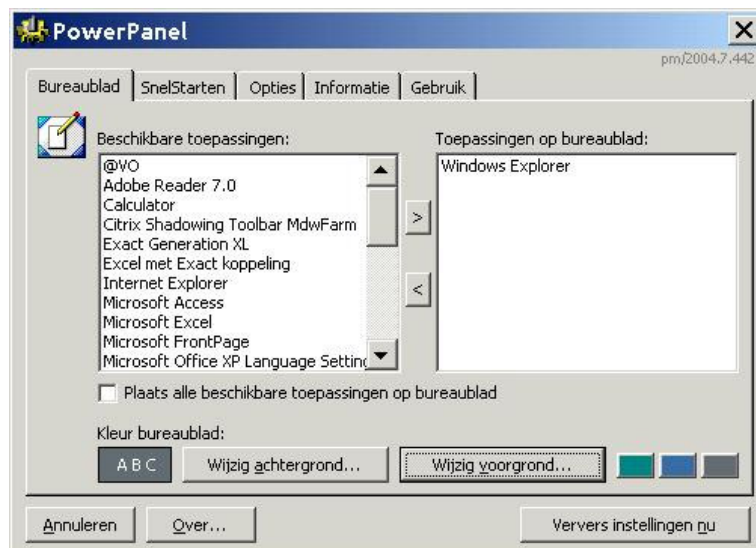 PowerPanel
pm/2004.7.442
Bureaublad SnelStarten Opties Informatie Gebruik
Beschikbare toepassingen:
@VO
Adobe Reader 7.0
Calculator
Citrix Shadowing Toolbar MdwFarm
Exact Generation XL
Excel met Exact koppeling
Internet Explorer
Microsoft Access
Microsoft Excel
Microsoft FrontPage
Microsoft Office XP Language Setting
Toepassingen op bureaublad:
Windows Explorer
>
<
Plaats alle beschikbare toepassingen op bureaublad
Kleur bureaublad:
ABC Wijzig achtergrond... Wijzig voorgrond...
Annuleren Over... Ververs instellingen nu